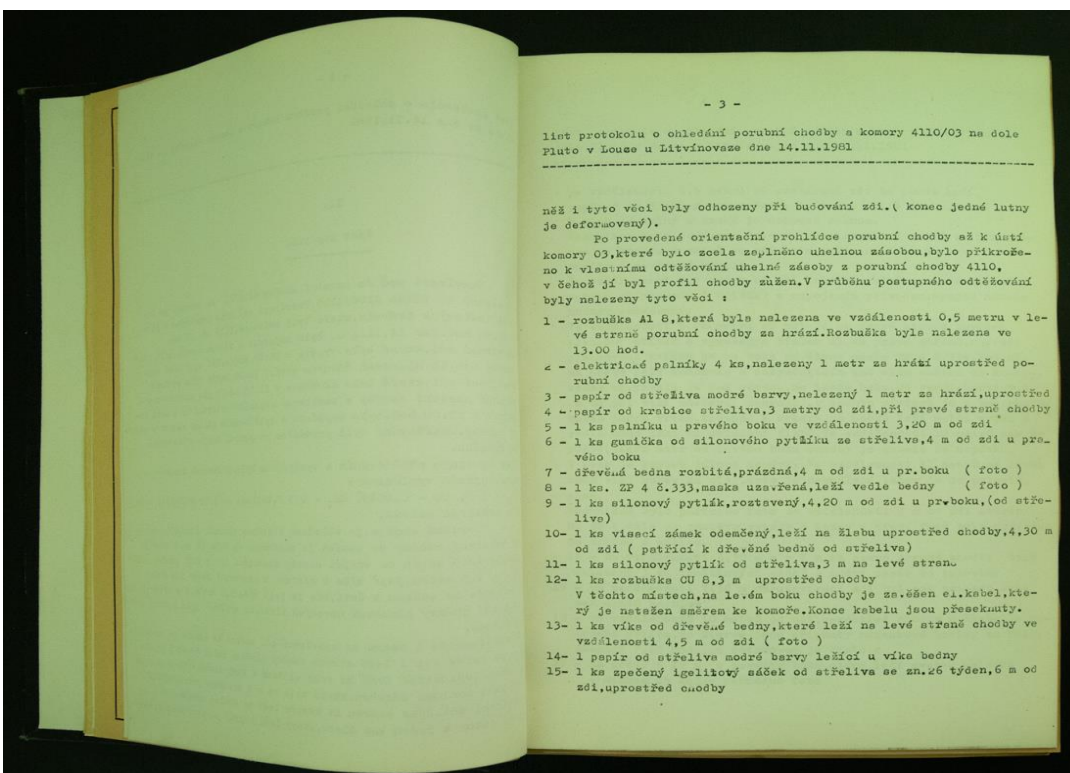 - 3 -
list protokolu o ohledání porubní chodby a komory 4110/03 na dole
Pluto v Louce u Litvínovaze dne 14.11.1981
něž i tyto věci byly odhozeny při budování zdi.( konec jedné lutny
je deformovaný).
Po provedené orientační prohlídce porubní chodby až k ústí
komory 03,které bylo zcela zaplněno uhelnou zásobou,bylo přikroře-
no k vlastnímu odtěžování uhelné zásoby z porubní chodby 4110,
v čehož jí byl profil chodby zůžen.V průběhu postupného odtěžování
byly nalezeny tyto věci :
1 - rozbuška Al 8,která byla nalezena ve vzdálenosti 0,5 metru v le-
vé straně porubní chodby za hrází.Rozbuška byla nalezena ve
13.00 hod.
2 - elektrické palníky 4 ks,nalezeny 1 metr za hrází uprostřed po-
rubní chodby
3 - papír od střeliva modré barvy,nelezený 1 metr za hrází,uprostřed
4 - papír od krabice střeliva,3 metry od zdi,při pravé straně chodby
5 - 1 ks palníku u pravého boku ve vzdálenosti 3,20 m od zdi
6 - 1 ks gumička od silonového pytlíku ze střeliva,4 m od zdi u pra_
vého boku
7 - dřevěná bedna rozbitá,prázdná,4 m od zdi u pr.boku ( foto )
8 - 1 ks. ZP 4 č.333,maska uzavřená,leží vedle bedny ( foto )
9 - 1 ks silonový pytlák,roztavený,4,20 m od zdi u pr.boku,(od stře-
liva)
10- 1 ks visací zámek odemčený,leží na žlabu uprostřed chodby,4,30 m
od zdi ( patřící k dřevěné bedně od střeliva)
11- 1 ks silonový pytlík od střeliva,3 m na levé straně
12- 1 ks rozbuška CU 8,3 m uprostřed chodby
V těchto místech,na levém boku chodby je zavěšen el.kabel,kte-
rý je natažen směrem ke komoře.Konce kabelu jsou přeseknuty.
13- 1 ks víka od dřevěné bedny,které leží na levé straně chodby ve
vzdálenosti 4,5 m od zdi ( foto )
14- 1 papír od střeliva modré barvy ležící u víka bedny
15- 1 ks zpečený igelitový sáček od střeliva se zn.26 týden,6 m od
zdi,uprostřed chodby